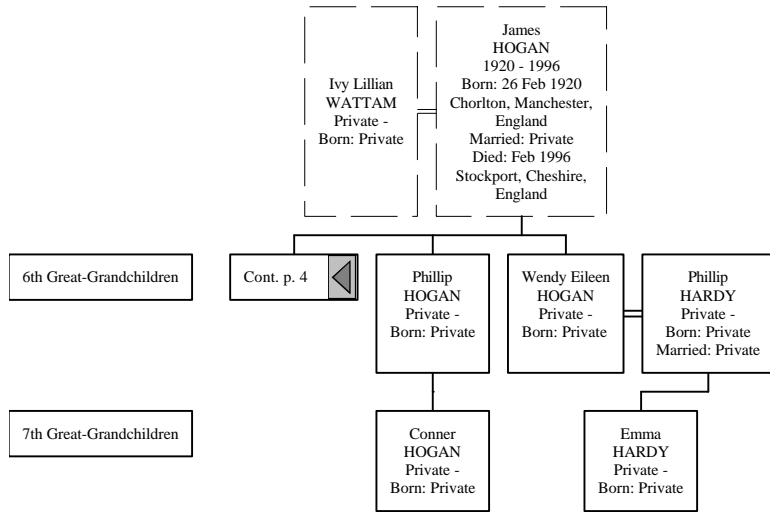 Ivy Lillian
WATTAM
Private -
Born: Private
James
HOGAN
1920 - 1996
Born: 26 Feb 1920
Chorlton, Manchester,
England
Married: Private
Died: Feb 1996
Stockport, Cheshire,
England
6th Great-Grandchildren
Cont. p. 4
Phillip
HOGAN
Private -
Born: Private
Wendy Eileen
HOGAN
Private -
Born: Private
Phillip
HARDY
Private -
Born: Private
Married: Private
7th Great-Grandchildren
Conner
HOGAN
Private -
Born: Private
Emma
HARDY
Private -
Born: Private